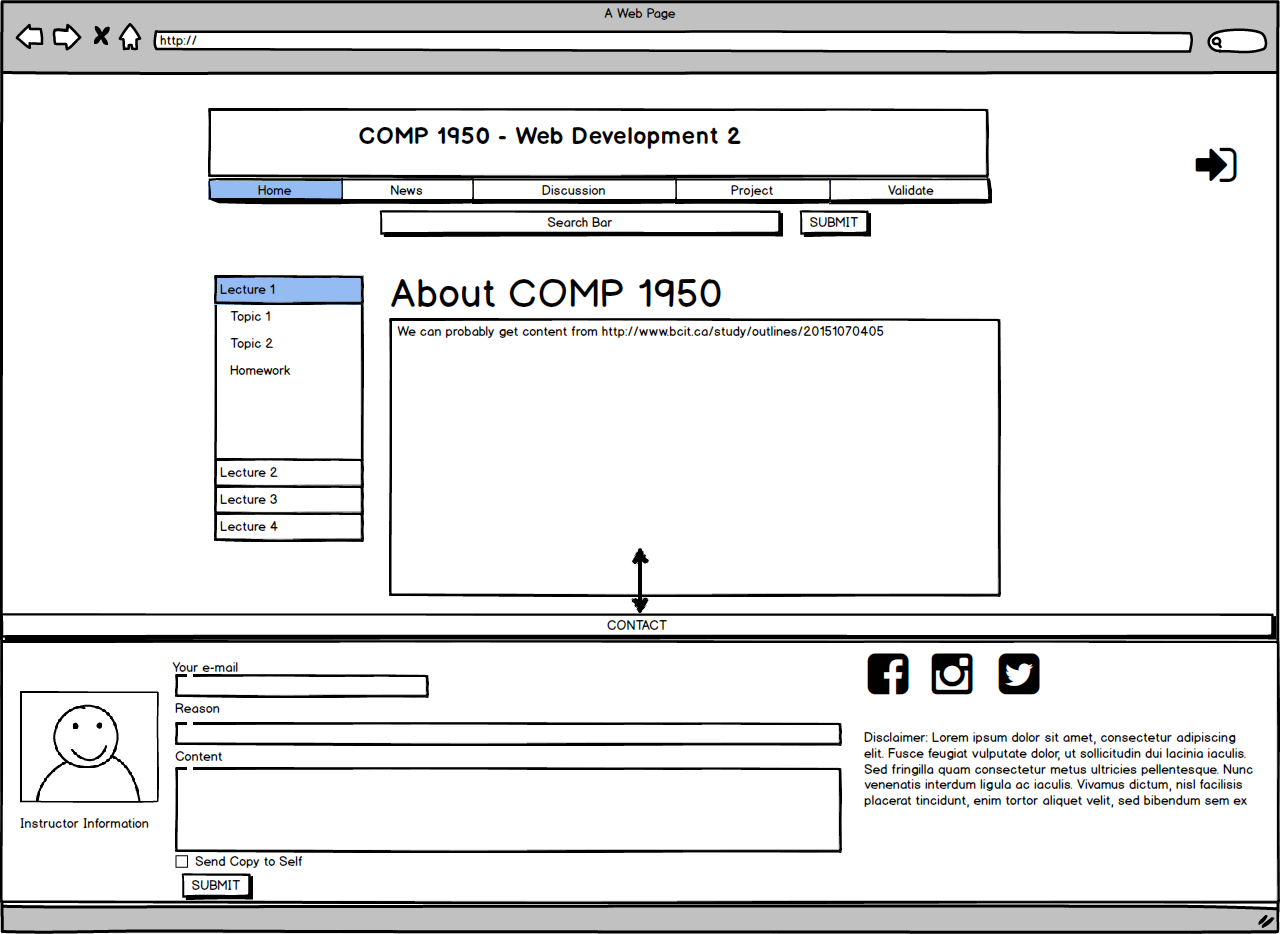 A Web Page
http://
COMP 1950 - Web Development 2
Home News Discussion Project Validate
Search Bar SUBMIT
Lecture 1
Topic 1
Topic 2
Homework
Lecture 2
Lecture 3
Lecture 4
About COMP 1950
We can probably get content from http://www.bcit.ca/study/outlines/20151070405
CONTACT
Instructor Information
Your e-mail
Reason
Content
Send Copy to Self
SUBMIT
Disclaimer: Lorem ipsum dolor sit amet, consectetur adipiscing
elit. Fusce feugiat vulputate dolor, ut sollicitudin dui lacinia iaculis.
Sed fringilla quam consectetur metus ultricies pellentesque. Nunc
venenatis interdum ligula ac iaculis. Vivamus dictum, nisl facilisis
placerat tincidunt, enim tortor aliquet velit, sed bibendum sem ex